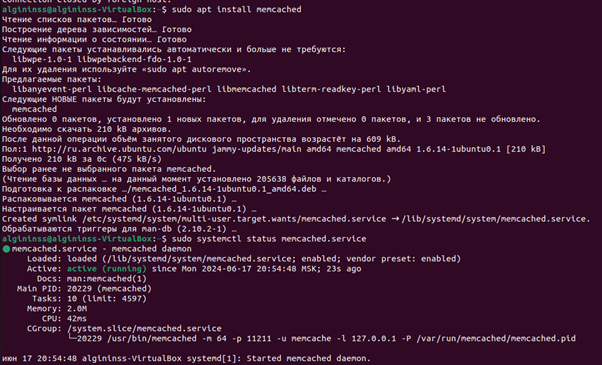 Connection closed by foreign host.
algininss@algininss-VirtualBox:~$ sudo apt install memcached
Чтение списков пакетов… Готово
Построение дерева зависимостей… Готово
Чтение информации о состоянии… Готово
Следующие пакеты устанавливались автоматически и больше не требуются:
libwpe-1.0-1 libwpebackend-fdo-1.0-1
Для их удаления используйте «sudo apt autoremove».
Предлагаемые пакеты:
libanyevent-perl libcache-memcached-perl libmemcached libterm-readkey-perl libyaml-perl
Следующие НОВЫЕ пакеты будут установлены:
memcached
Обновлено 0 пакетов, установлено 1 новых пакетов, для удаления отмечено 0 пакетов, и 3 пакетов не обновлено.
Необходимо скачать 210 kB архивов.
После данной операции объём занятого дискового пространства возрастёт на 609 kB.
Пол:1 http://ru.archive.ubuntu.com/ubuntu jammy-updates/main amd64 memcached amd64 1.6.14-1ubuntu0.1 [210 kB]
Получено 210 kB за 0с (475 kB/s)
Выбор ранее не выбранного пакета memcached.
(Чтение базы данных … на данный момент установлено 205638 файлов и каталогов.)
Подготовка к распаковке …/memcached_1.6.14-1ubuntu0.1_amd64.deb …
Распаковывается memcached (1.6.14-1ubuntu0.1) …
Настраивается пакет memcached (1.6.14-1ubuntu0.1) …
Created symlink /etc/systemd/system/multi-user.target.wants/memcached.service → /lib/systemd/system/memcached.service.
Обрабатываются триггеры для man-db (2.10.2-1) …
algininss@algininss-VirtualBox:~$ sudo systemctl status memcached.service
● memcached.service - memcached daemon
Loaded: loaded (/lib/systemd/system/memcached.service; enabled; vendor preset: enabled)
Active: active (running) since Mon 2024-06-17 20:54:48 MSK; 23s ago
Docs: man:memcached(1)
Main PID: 20229 (memcached)
Tasks: 10 (limit: 4597)
Memory: 2.0M
CPU: 42ms
CGroup: /system.slice/memcached.service
└─20229 /usr/bin/memcached -m 64 -p 11211 -u memcache -l 127.0.0.1 -P /var/run/memcached/memcached.pid
июн 17 20:54:48 algininss-VirtualBox systemd[1]: Started memcached daemon.